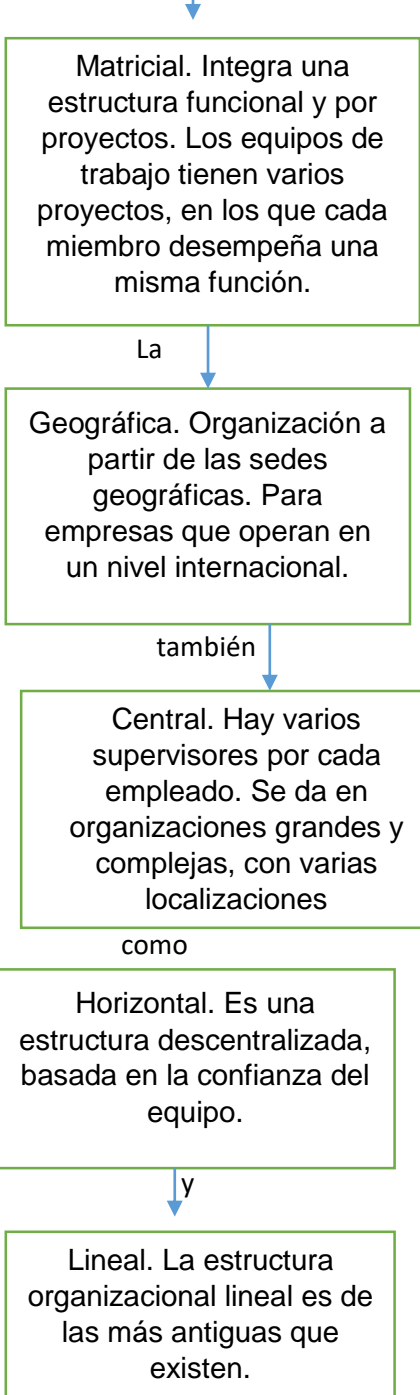 Matricial. Integra una
estructura funcional y por
proyectos. Los equipos de
trabajo tienen varios
proyectos, en los que cada
miembro desempeña una
misma función.
La
Geográfica. Organización a
partir de las sedes
geográficas. Para
empresas que operan en
un nivel internacional.
también
Central. Hay varios
supervisores por cada
empleado. Se da en
organizaciones grandes y
complejas, con varias
localizaciones
como
Horizontal. Es una
estructura descentralizada,
basada en la confianza del
equipo.
y
Lineal. La estructura
organizacional lineal es de
las más antiguas que
existen.